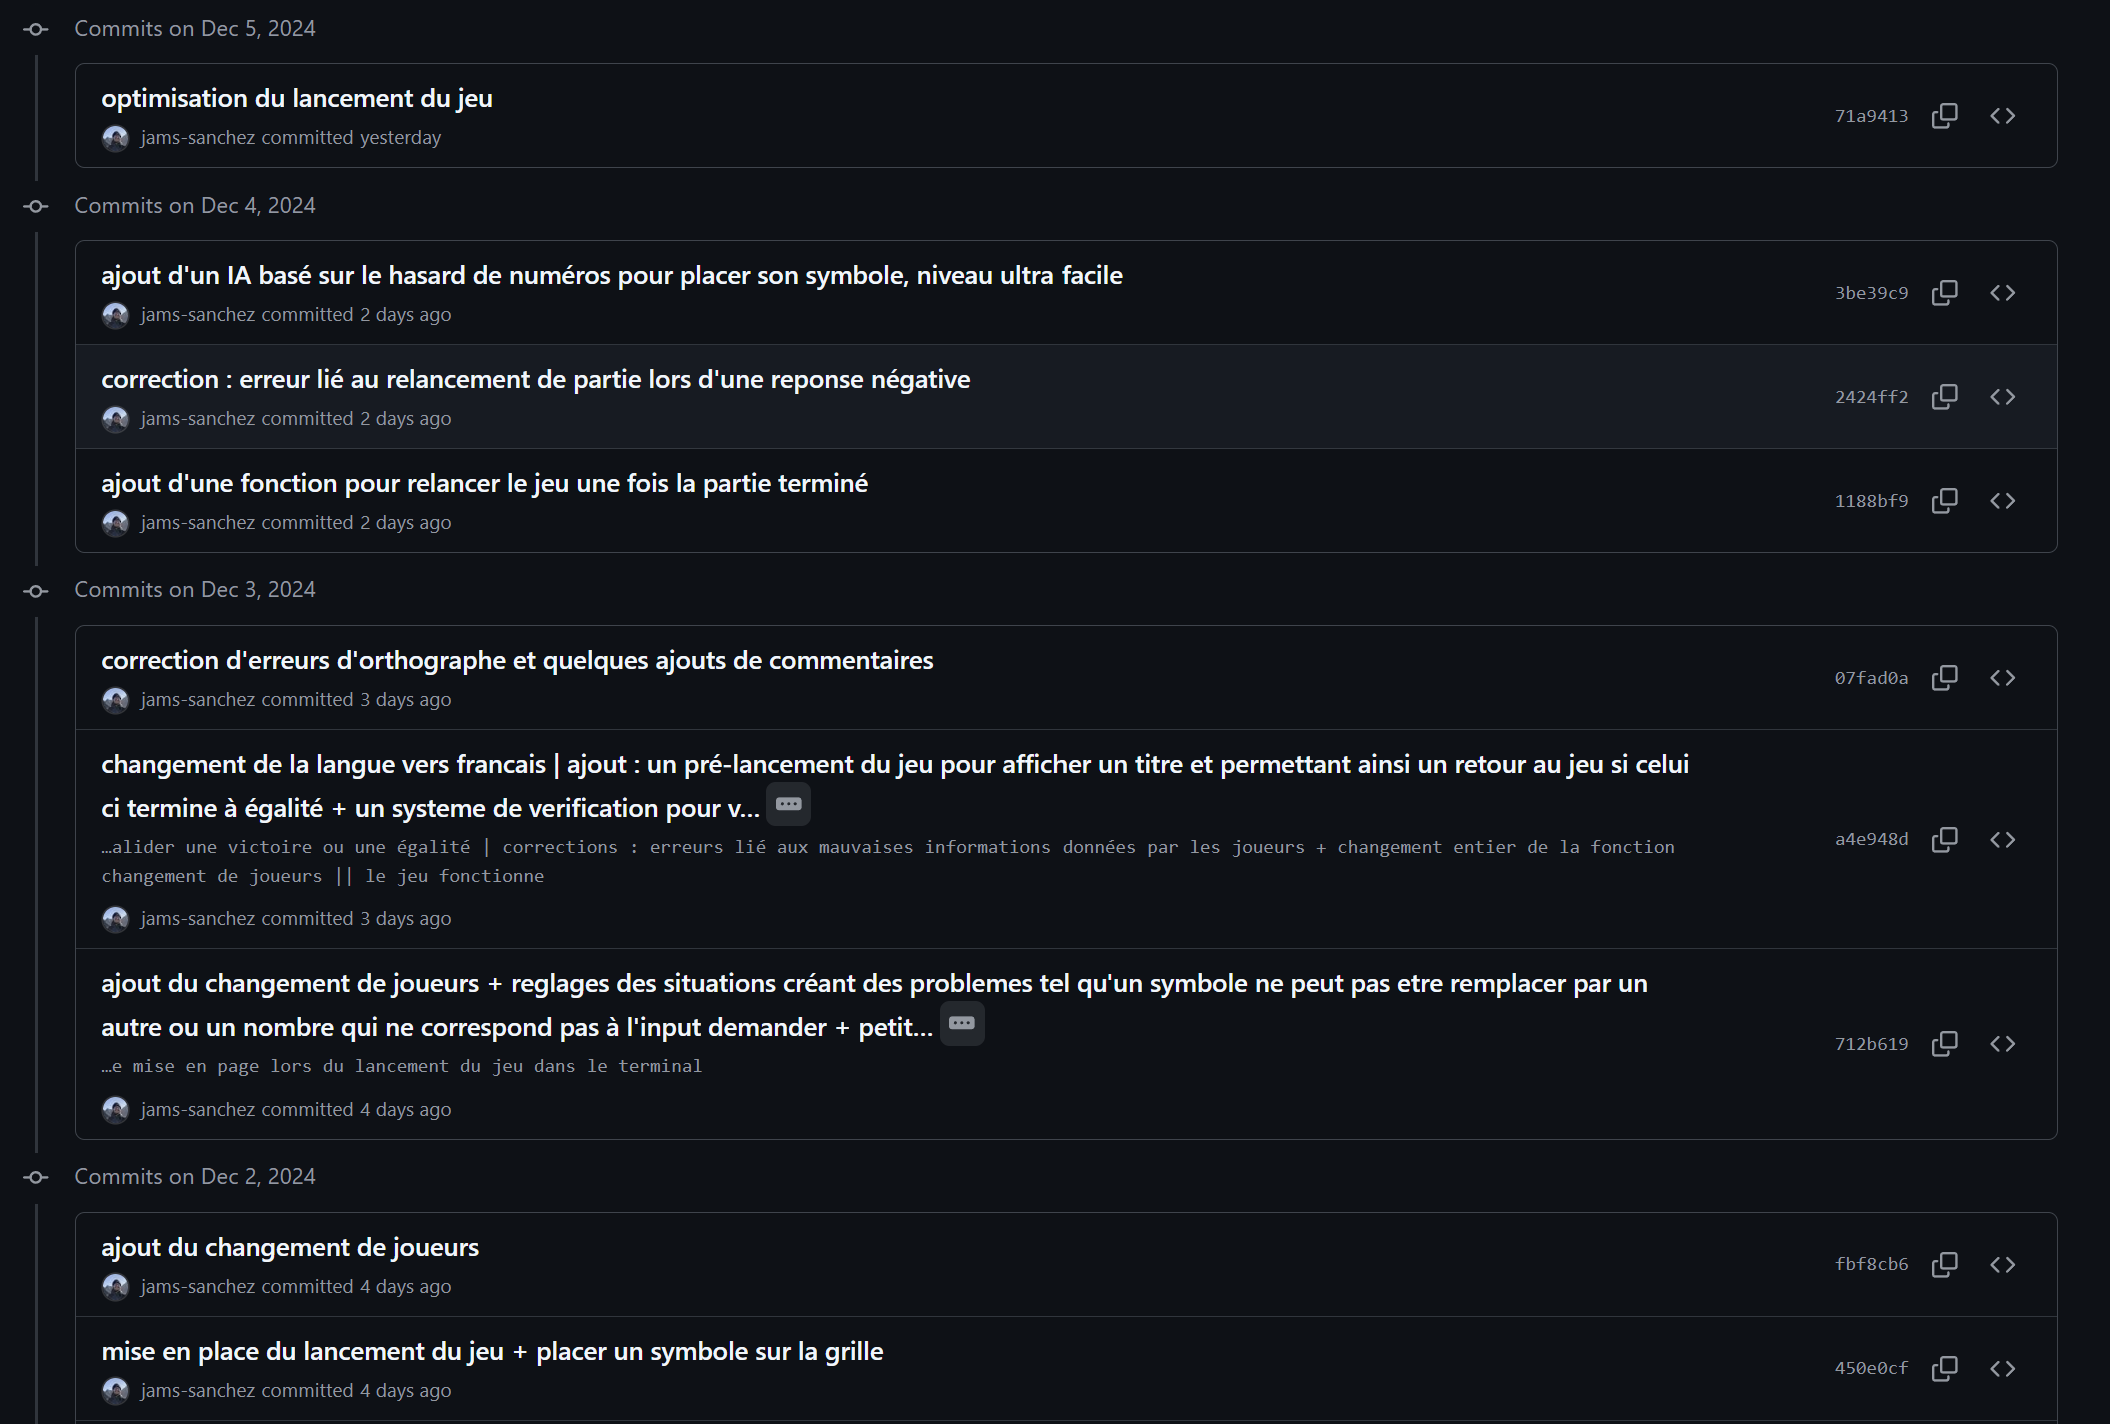 Commits on Dec 5, 2024
optimisation du lancement du jeu
jams-sanchez committed yesterday
71a9413
Commits on Dec 4, 2024
ajout d'un IA basé sur le hasard de numéros pour placer son symbole, niveau ultra facile
jams-sanchez committed 2 days ago
3be39c9
correction : erreur lié au relancement de partie lors d'une reponse négative
jams-sanchez committed 2 days ago
2424ff2
ajout d'une fonction pour relancer le jeu une fois la partie terminé
jams-sanchez committed 2 days ago
1188bf9
Commits on Dec 3, 2024
correction d'erreurs d'orthographe et quelques ajouts de commentaires
jams-sanchez committed 3 days ago
07fad0a
changement de la langue vers francais | ajout : un pré-lancement du jeu pour afficher un titre et permettant ainsi un retour au jeu si celui
ci termine à égalité + un systeme de verification pour v...
…alider une victoire ou une égalité | corrections : erreurs lié aux mauvaises informations données par les joueurs + changement entier de la fonction
changement de joueurs || le jeu fonctionne
jams-sanchez committed 3 days ago
a4e948d
ajout du changement de joueurs + reglages des situations créant des problemes tel qu'un symbole ne peut pas etre remplacer par un
autre ou un nombre qui ne correspond pas à l'input demander + petit...
…e mise en page lors du lancement du jeu dans le terminal
jams-sanchez committed 4 days ago
712b619
Commits on Dec 2, 2024
ajout du changement de joueurs
jams-sanchez committed 4 days ago
fbf8cb6
mise en place du lancement du jeu + placer un symbole sur la grille
jams-sanchez committed 4 days ago
450e0cf